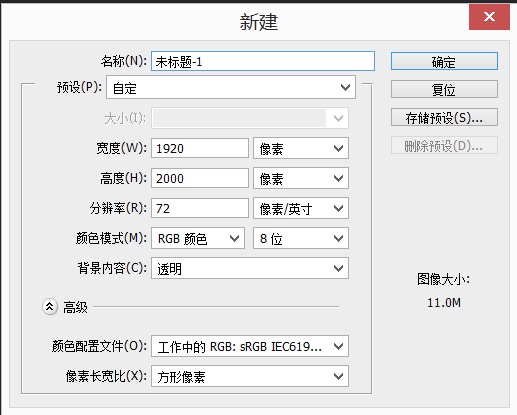 新建
名称(N): 未标题-1
确定
预设(P): 自定
复位
大小(I):
存储预设(S)...
宽度(W): 1920 像素
删除预设(D)...
高度(H): 2000 像素
分辨率(R): 72 像素/英寸
颜色模式(M): RGB 颜色 8 位
背景内容(C): 透明
图像大小:
11.0M
高级
颜色配置文件(O): 工作中的 RGB: sRGB IEC619...
像素长宽比(X): 方形像素